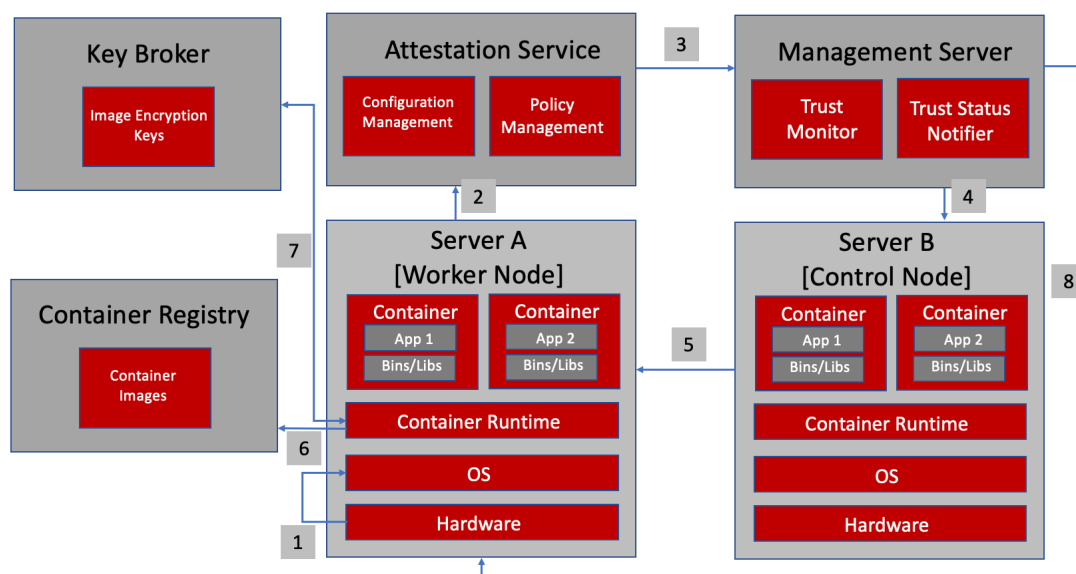 Key Broker
Image Encryption
Keys
Attestation Service
Configuration
Management
Policy
Management
3
Management Server
Trust
Monitor
Trust Status
Notifier
2
4
7
Container Registry
Container
Images
6
1
Server A
[Worker Node]
Container
App 1
Bins/Libs
Container
App 2
Bins/Libs
Container Runtime
OS
Hardware
5
Server B
[Control Node]
Container
App 1
Bins/Libs
Container
App 2
Bins/Libs
Container Runtime
OS
Hardware
8